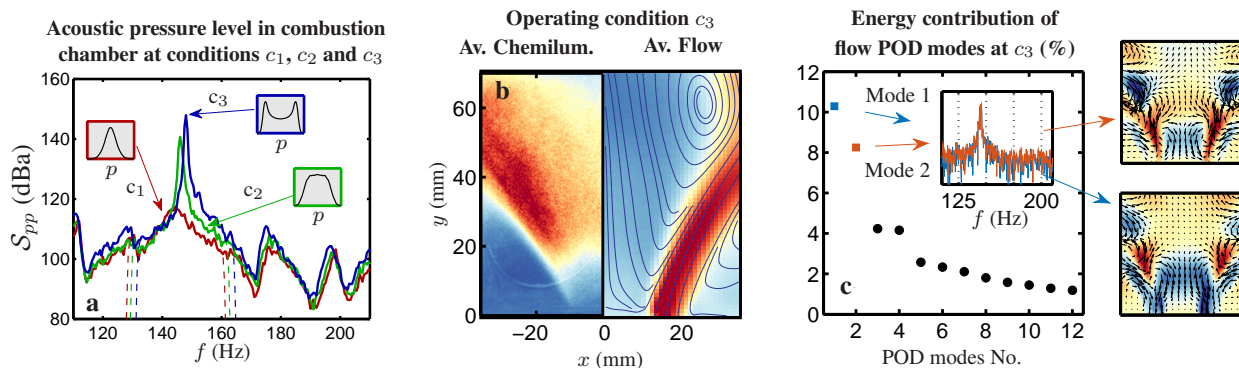 Acoustic pressure level in combustion
chamber at conditions c₁, c₂ and c₃
160
140
120
100
80
𝒮pp (dBa)
c₃
p
p
c₁
c₂
p
a
120
140
160
180
200
f (Hz)
Operating condition c₃
Av. Chemilum.
Av. Flow
b
60
40
20
0
y (mm)
−20
0
20
x (mm)
Energy contribution of
flow POD modes at c₃ (%)
12
10
8
6
4
2
0
Mode 1
Mode 2
125
200
f (Hz)
c
2
4
6
8
10
12
POD modes No.